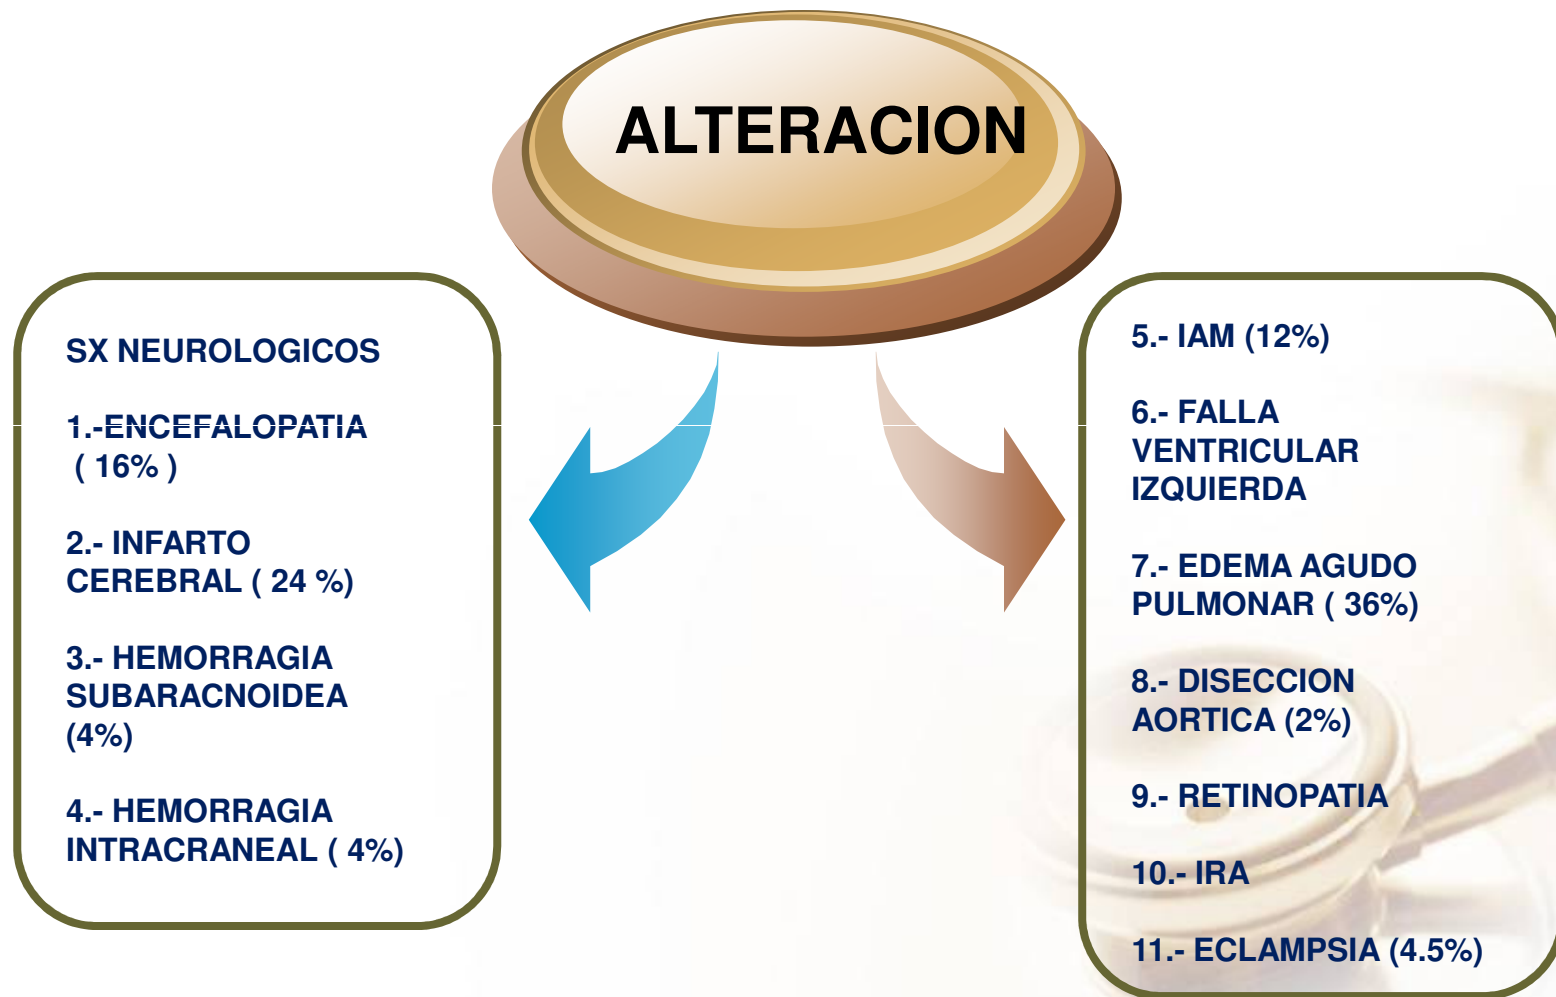 ALTERACION
SX NEUROLOGICOS
1.-ENCEFALOPATIA
( 16% )
2.- INFARTO
CEREBRAL ( 24 %)
3.- HEMORRAGIA
SUBARACNOIDEA
(4%)
4.- HEMORRAGIA
INTRACRANEAL ( 4%)
5.- IAM (12%)
6.- FALLA
VENTRICULAR
IZQUIERDA
7.- EDEMA AGUDO
PULMONAR ( 36%)
8.- DISECCION
AORTICA (2%)
9.- RETINOPATIA
10.- IRA
11.- ECLAMPSIA (4.5%)